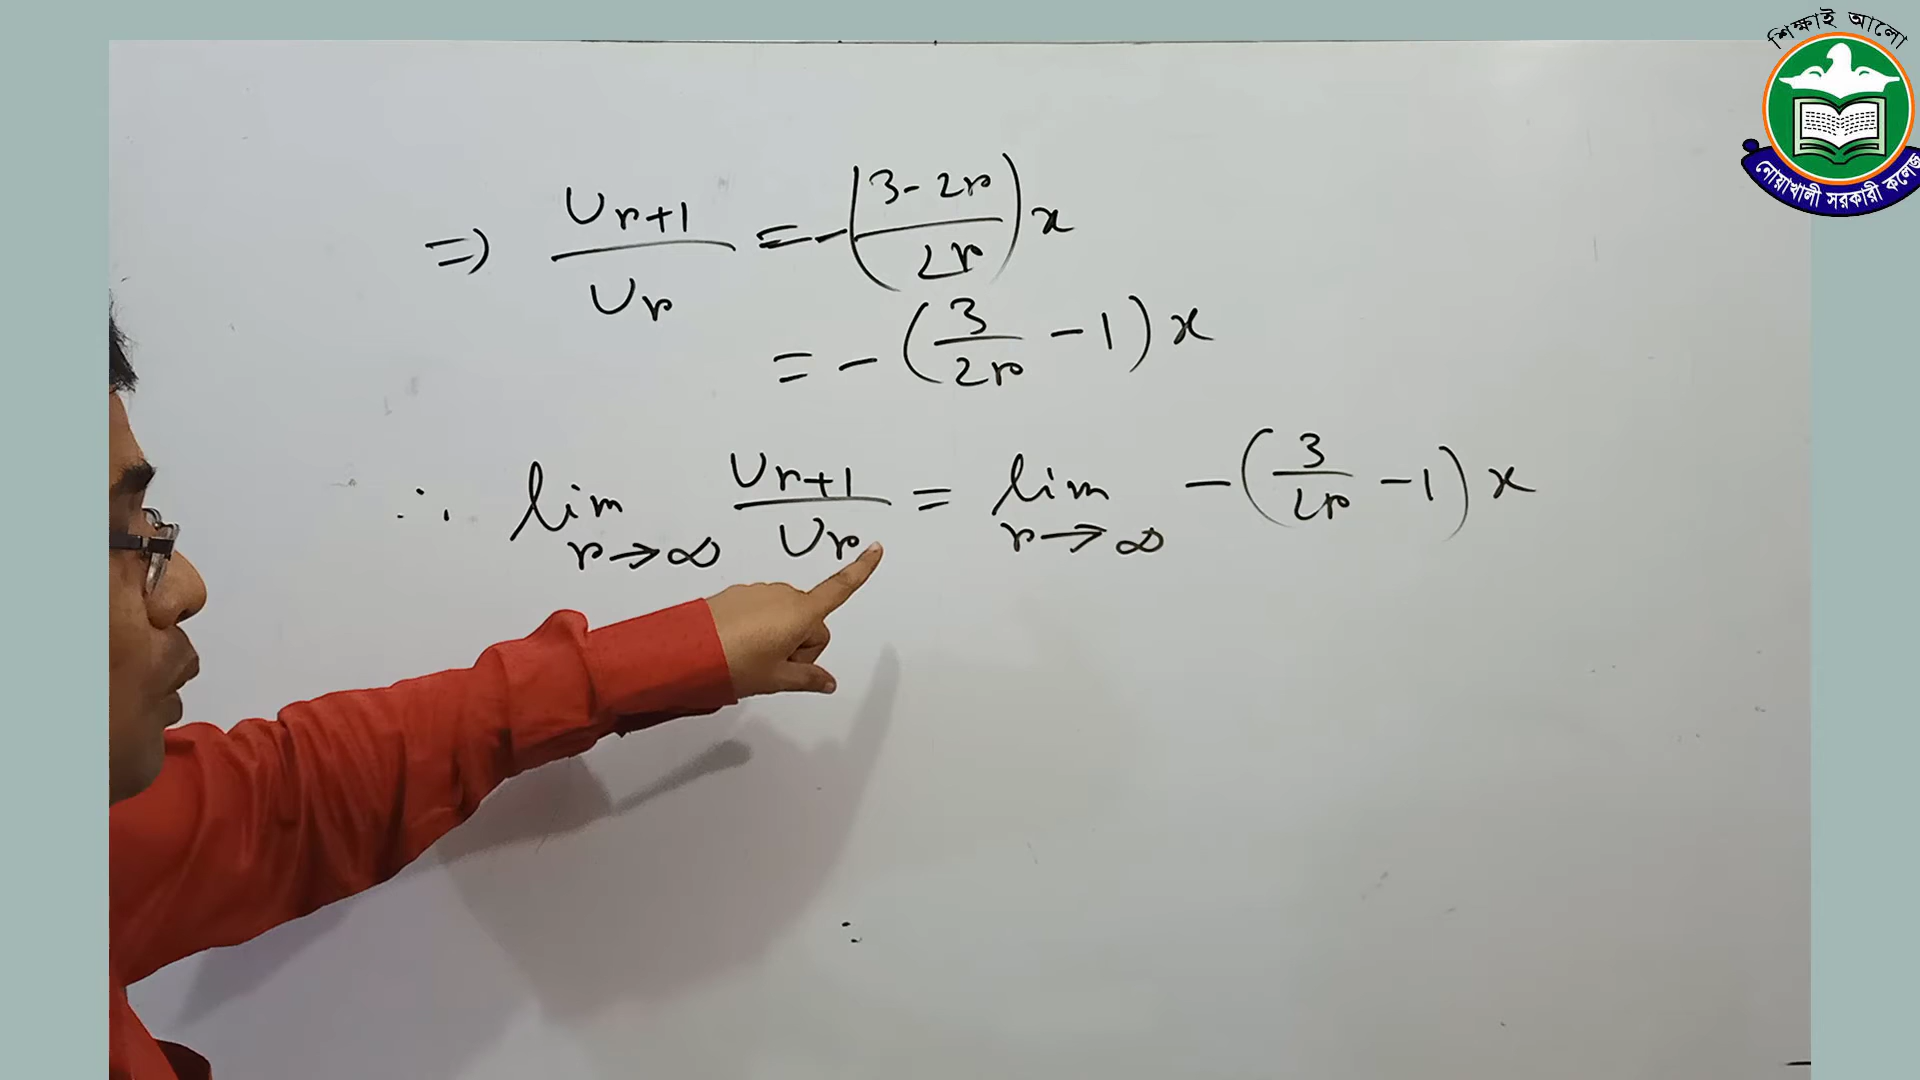 শিক্ষাই আলো
নোয়াখালী সরকারী কলেজ
=> U_{r+1}/U_r = -((3-2r)/2r)x
= -(3/2r - 1)x
∴ lim_{r→∞} U_{r+1}/U_r = lim_{r→∞} -(3/2r - 1)x